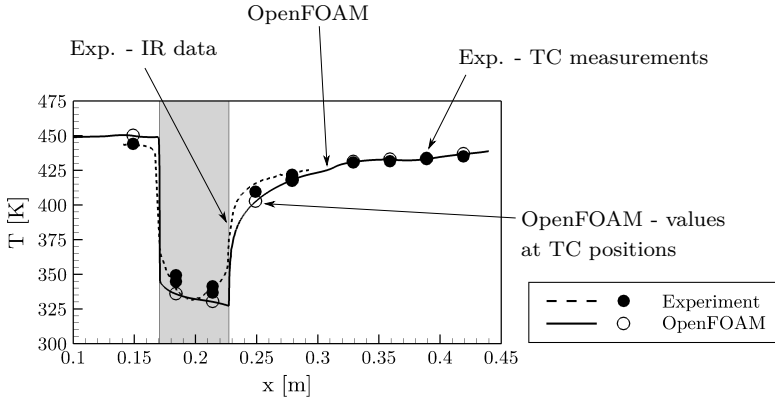 OpenFOAM
Exp. - IR data
Exp. - TC measurements
475
450
425
400
375
350
325
300
T [K]
OpenFOAM - values
at TC positions
Experiment
OpenFOAM
0.1 0.15 0.2 0.25 0.3 0.35 0.4 0.45
x [m]